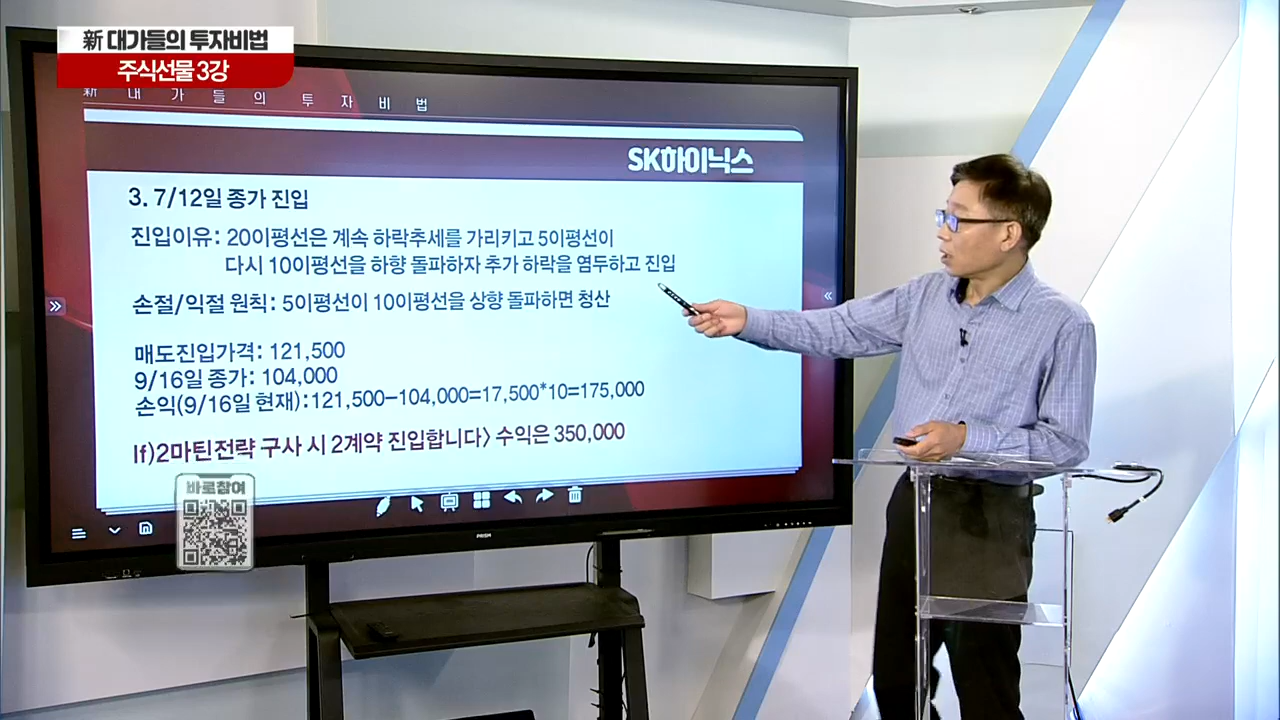 新 대가들의 투자비법
주식선물 3강
新 대 가 들 의 투 자 비 법
SK하이닉스
3. 7/12일 종가 진입
진입이유: 20이평선은 계속 하락추세를 가리키고 5이평선이
다시 10이평선을 하향 돌파하자 추가 하락을 염두하고 진입
손절/익절 원칙: 5이평선이 10이평선을 상향 돌파하면 청산
매도진입가격: 121,500
9/16일 종가: 104,000
손익(9/16일 현재):121,500-104,000=17,500*10=175,000
If)2마틴전략 구사 시 2계약 진입합니다> 수익은 350,000
바로참여
PRISM